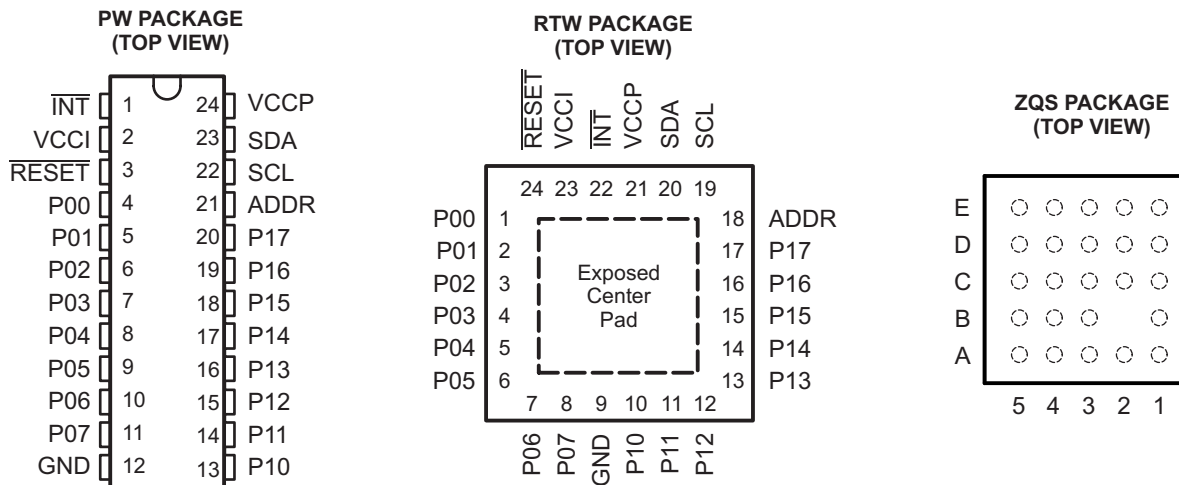 PW PACKAGE
(TOP VIEW)
INT 1 24 VCCP
VCCI 2 23 SDA
RESET 3 22 SCL
P00 4 21 ADDR
P01 5 20 P17
P02 6 19 P16
P03 7 18 P15
P04 8 17 P14
P05 9 16 P13
P06 10 15 P12
P07 11 14 P11
GND 12 13 P10
RTW PACKAGE
(TOP VIEW)
RESET VCCI INT VCCP SDA SCL
24 23 22 21 20 19
P00 1 18 ADDR
P01 2 17 P17
P02 3 16 P16
P03 4 15 P15
P04 5 14 P14
P05 6 13 P13
Exposed
Center
Pad
7 8 9 10 11 12
P06 P07 GND P10 P11 P12
ZQS PACKAGE
(TOP VIEW)
E
D
C
B
A
5 4 3 2 1